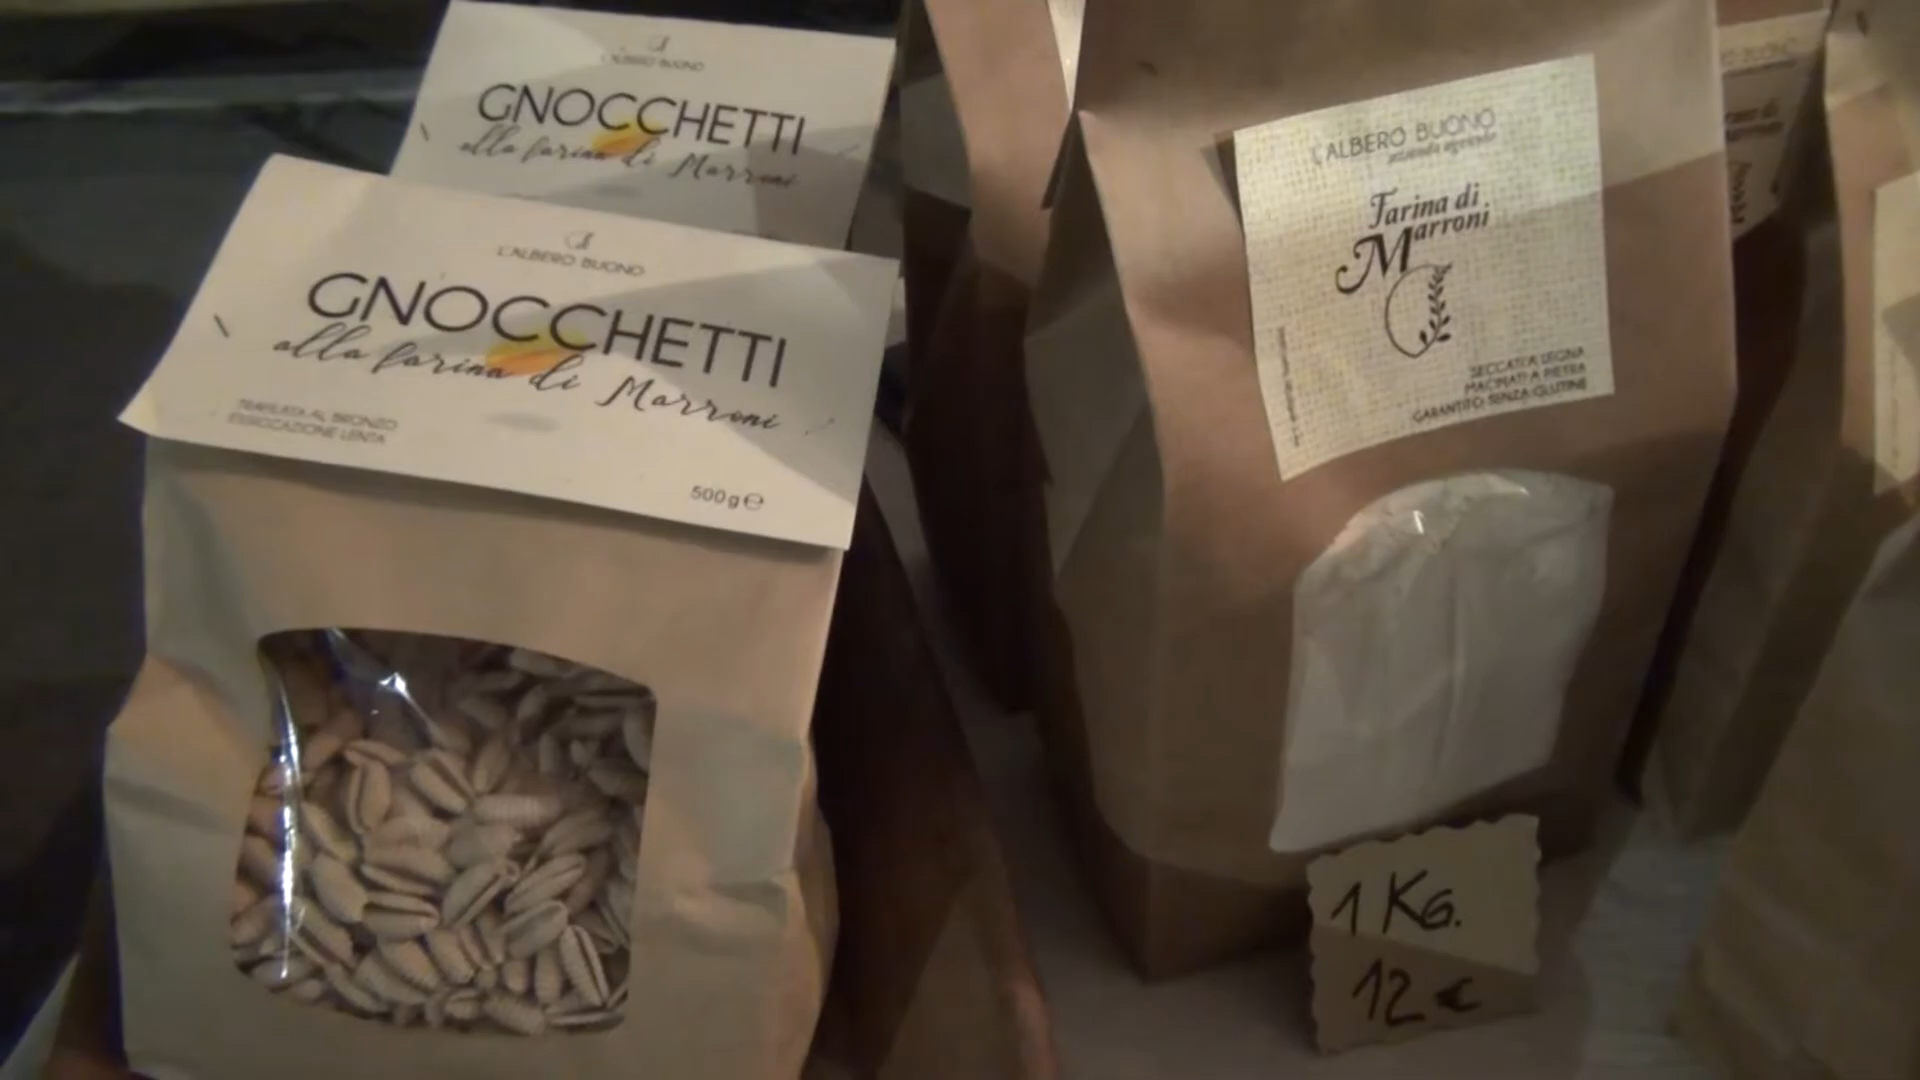 L'ALBERO BUONO
GNOCCHETTI
alla farina di Marroni
L'ALBERO BUONO
GNOCCHETTI
alla farina di Marroni
TRAFILATA AL BRONZO
ESSICAZIONE LENTA
500g℮
L'ALBERO BUONO
azienda agricola
Farina di
Marroni
SECCATI A LEGNA
MACINATI A PIETRA
GARANTITO SENZA GLUTINE
1 KG.
12 €